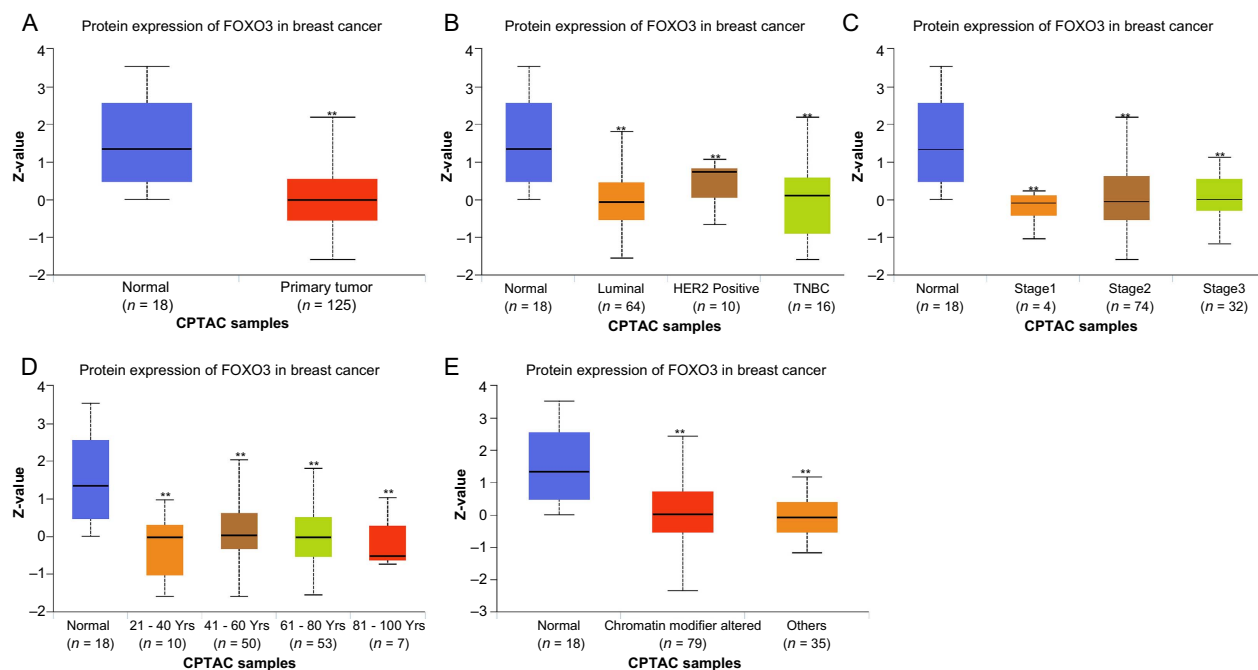 A
Protein expression of FOXO3 in breast cancer
Z-value
4
3
2
1
0
–1
–2
**
Normal
(n = 18)
Primary tumor
(n = 125)
CPTAC samples
B
Protein expression of FOXO3 in breast cancer
Z-value
4
3
2
1
0
–1
–2
**
**
**
Normal
(n = 18)
Luminal
(n = 64)
HER2 Positive
(n = 10)
TNBC
(n = 16)
CPTAC samples
C
Protein expression of FOXO3 in breast cancer
Z-value
4
3
2
1
0
–1
–2
**
**
**
Normal
(n = 18)
Stage1
(n = 4)
Stage2
(n = 74)
Stage3
(n = 32)
CPTAC samples
D
Protein expression of FOXO3 in breast cancer
Z-value
4
3
2
1
0
–1
–2
**
**
**
**
Normal
(n = 18)
21 - 40 Yrs
(n = 10)
41 - 60 Yrs
(n = 50)
61 - 80 Yrs
(n = 53)
81 - 100 Yrs
(n = 7)
CPTAC samples
E
Protein expression of FOXO3 in breast cancer
Z-value
4
3
2
1
0
–1
–2
–3
**
**
Normal
(n = 18)
Chromatin modifier altered
(n = 79)
Others
(n = 35)
CPTAC samples